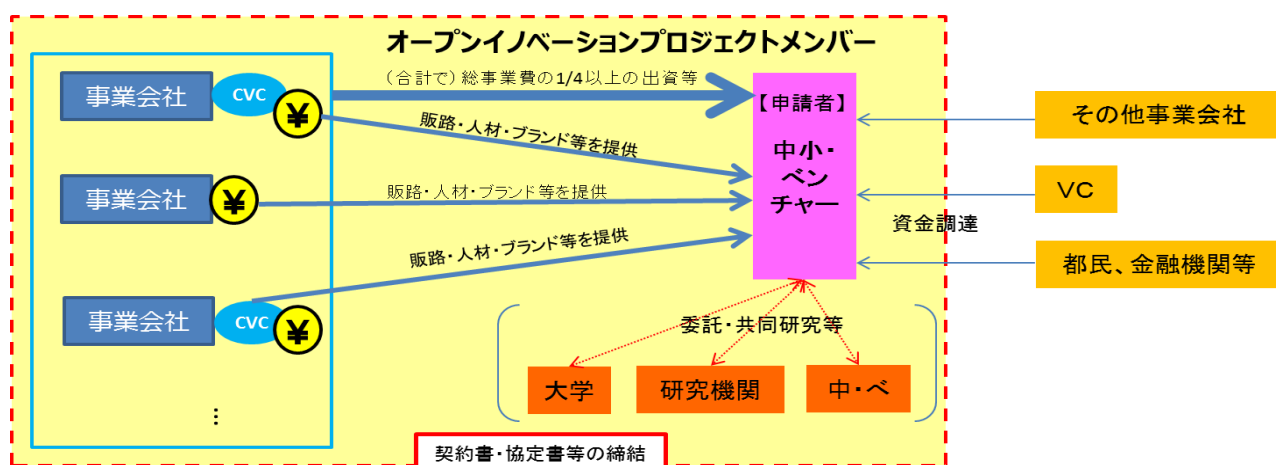 オープンイノベーションプロジェクトメンバー
(合計で)総事業費の1/4以上の出資等
事業会社
CVC
¥
販路・人材・ブランド等を提供
事業会社
¥
販路・人材・ブランド等を提供
販路・人材・ブランド等を提供
事業会社
CVC
¥
⋮
【申請者】
中小・
ベン
チャー
その他事業会社
VC
資金調達
都民、金融機関等
委託・共同研究等
大学
研究機関
中・ベ
契約書・協定書等の締結